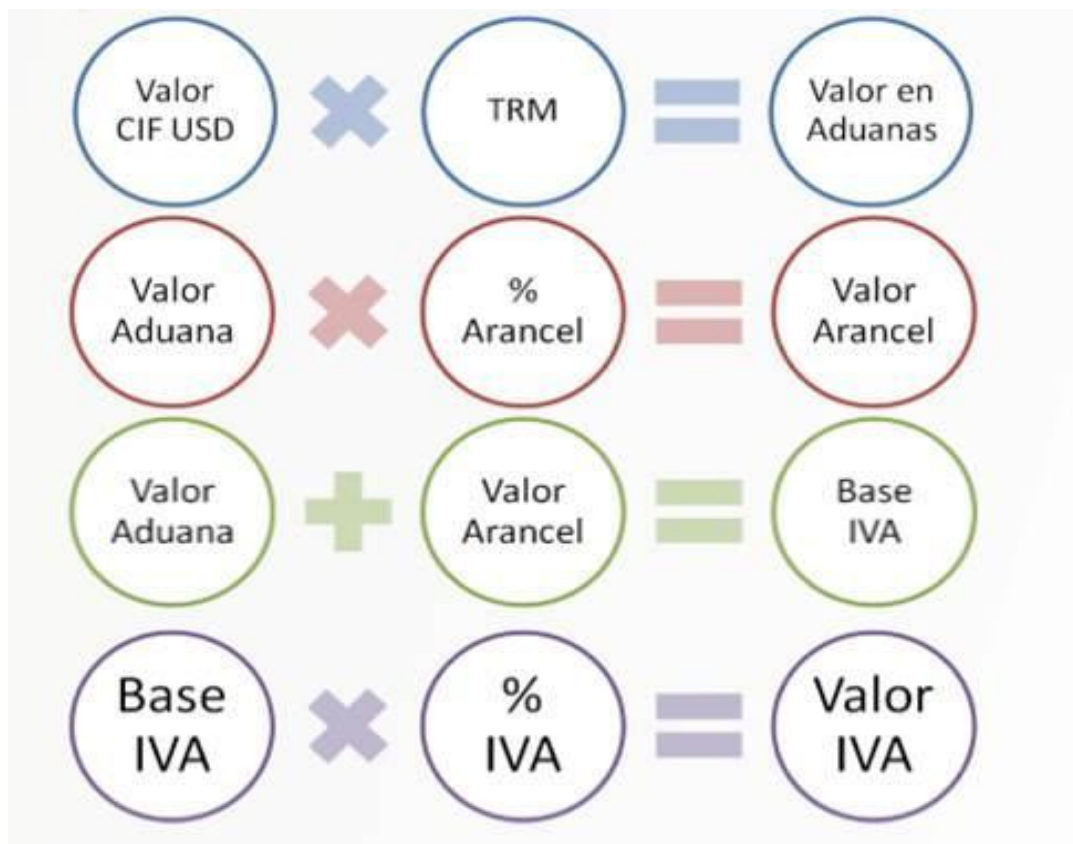 Valor
CIF USD
TRM
Valor en
Aduanas
Valor
Aduana
%
Arancel
Valor
Arancel
Valor
Aduana
Valor
Arancel
Base
IVA
Base
IVA
%
IVA
Valor
IVA